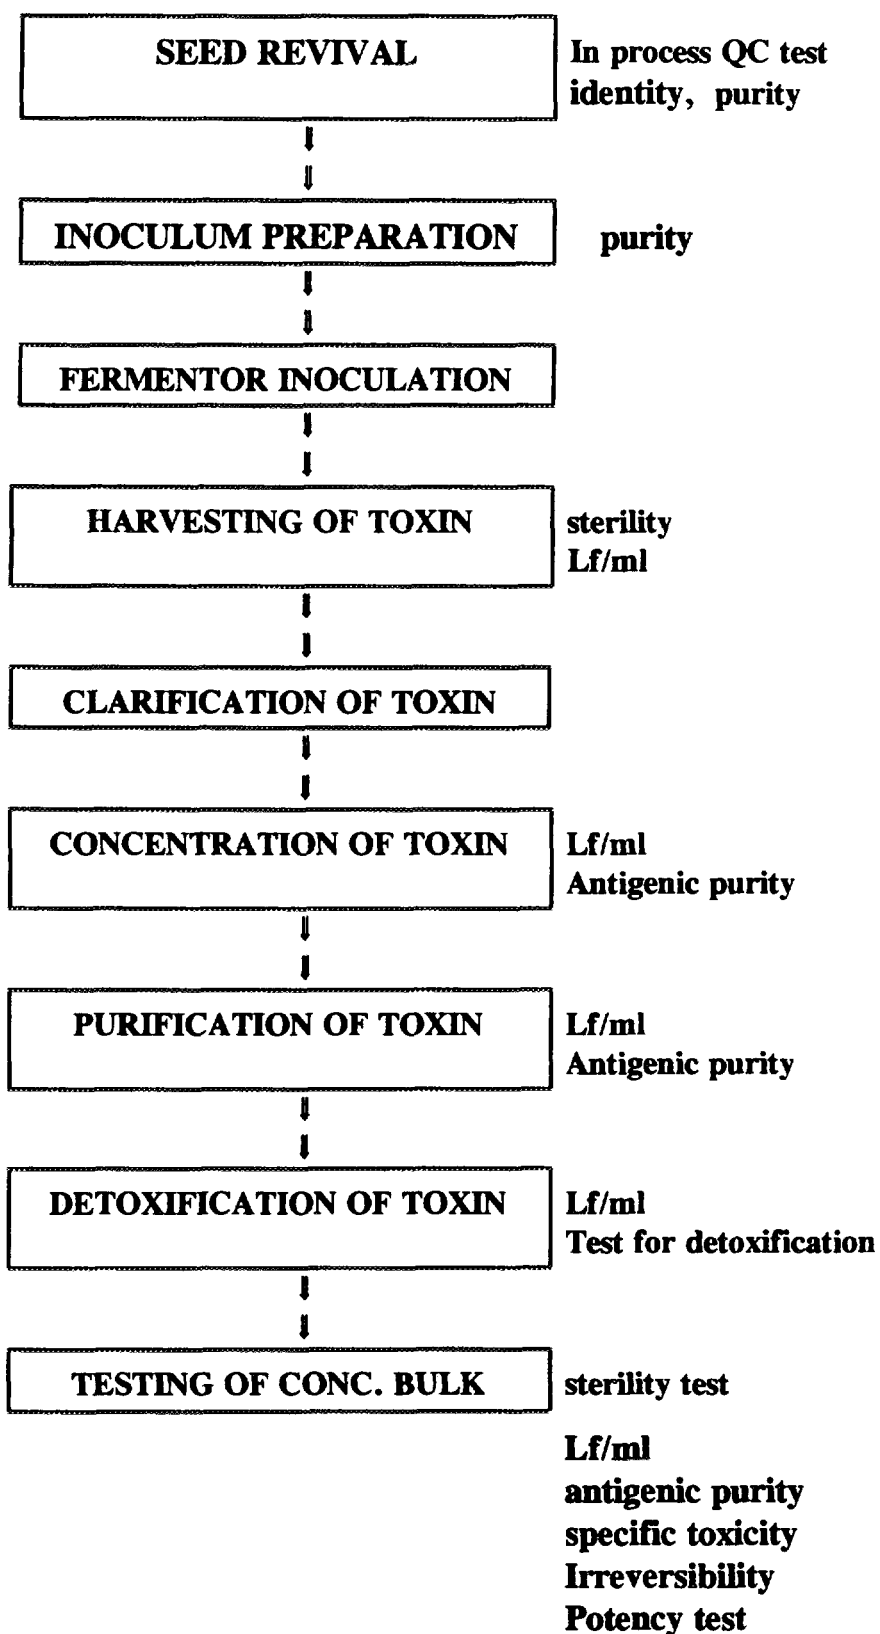 SEED REVIVAL
In process QC test
identity, purity
INOCULUM PREPARATION
purity
FERMENTOR INOCULATION
HARVESTING OF TOXIN
sterility
Lf/ml
CLARIFICATION OF TOXIN
CONCENTRATION OF TOXIN
Lf/ml
Antigenic purity
PURIFICATION OF TOXIN
Lf/ml
Antigenic purity
DETOXIFICATION OF TOXIN
Lf/ml
Test for detoxification
TESTING OF CONC. BULK
sterility test
Lf/ml
antigenic purity
specific toxicity
Irreversibility
Potency test